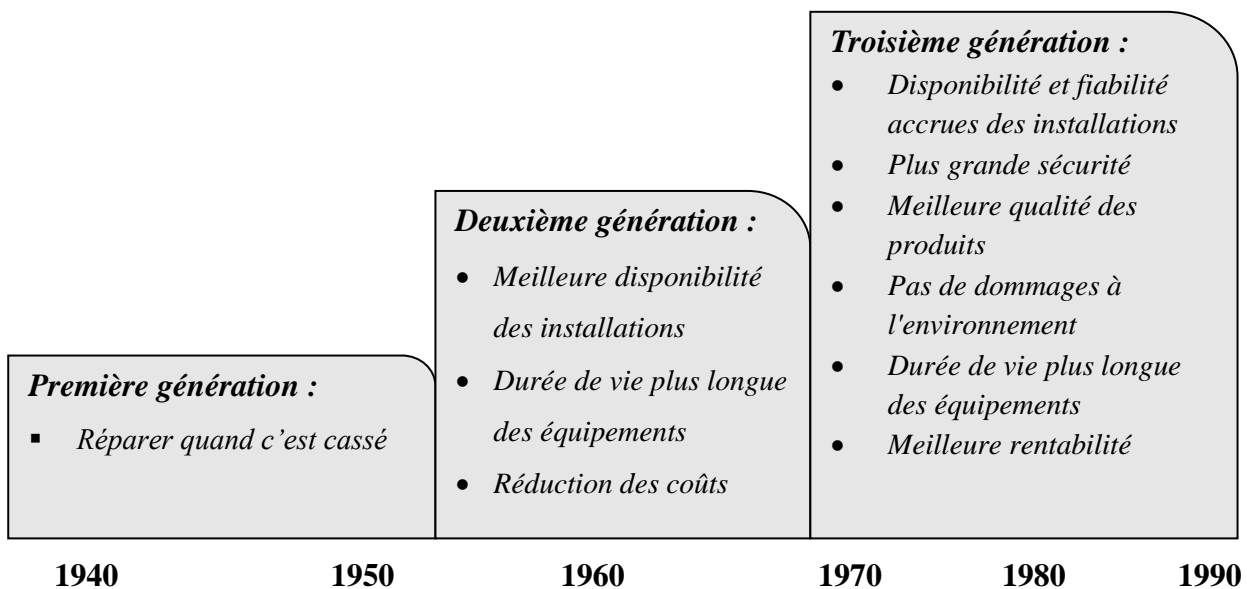 Première génération :
▪ Réparer quand c’est cassé
Deuxième génération :
• Meilleure disponibilité
des installations
• Durée de vie plus longue
des équipements
• Réduction des coûts
Troisième génération :
• Disponibilité et fiabilité
accrues des installations
• Plus grande sécurité
• Meilleure qualité des
produits
• Pas de dommages à
l'environnement
• Durée de vie plus longue
des équipements
• Meilleure rentabilité
1940 1950 1960 1970 1980 1990